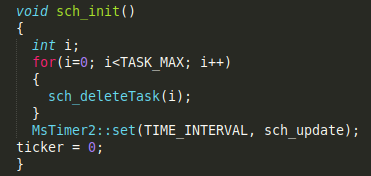 void sch_init()
{
  int i;
  for(i=0; i<TASK_MAX; i++)
  {
    sch_deleteTask(i);
  }
  MsTimer2::set(TIME_INTERVAL, sch_update);
ticker = 0;
}